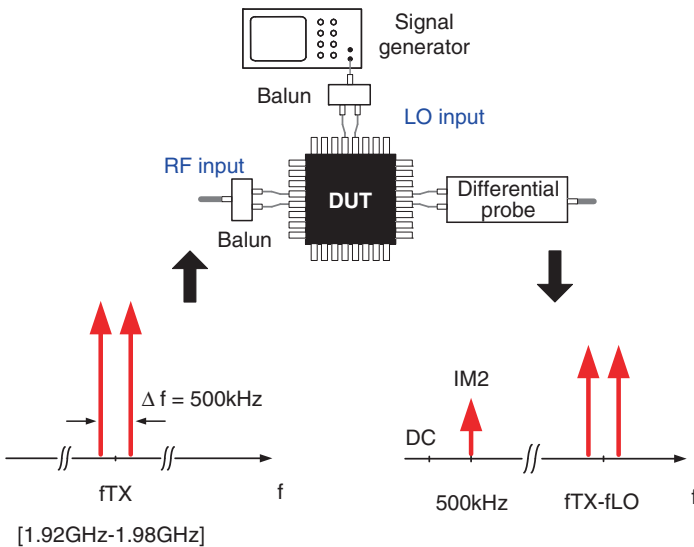 Signal
generator
Balun
LO input
RF input
DUT
Differential
probe
Balun
Δ f = 500kHz
fTX
f
[1.92GHz-1.98GHz]
IM2
DC
500kHz
fTX-fLO
f